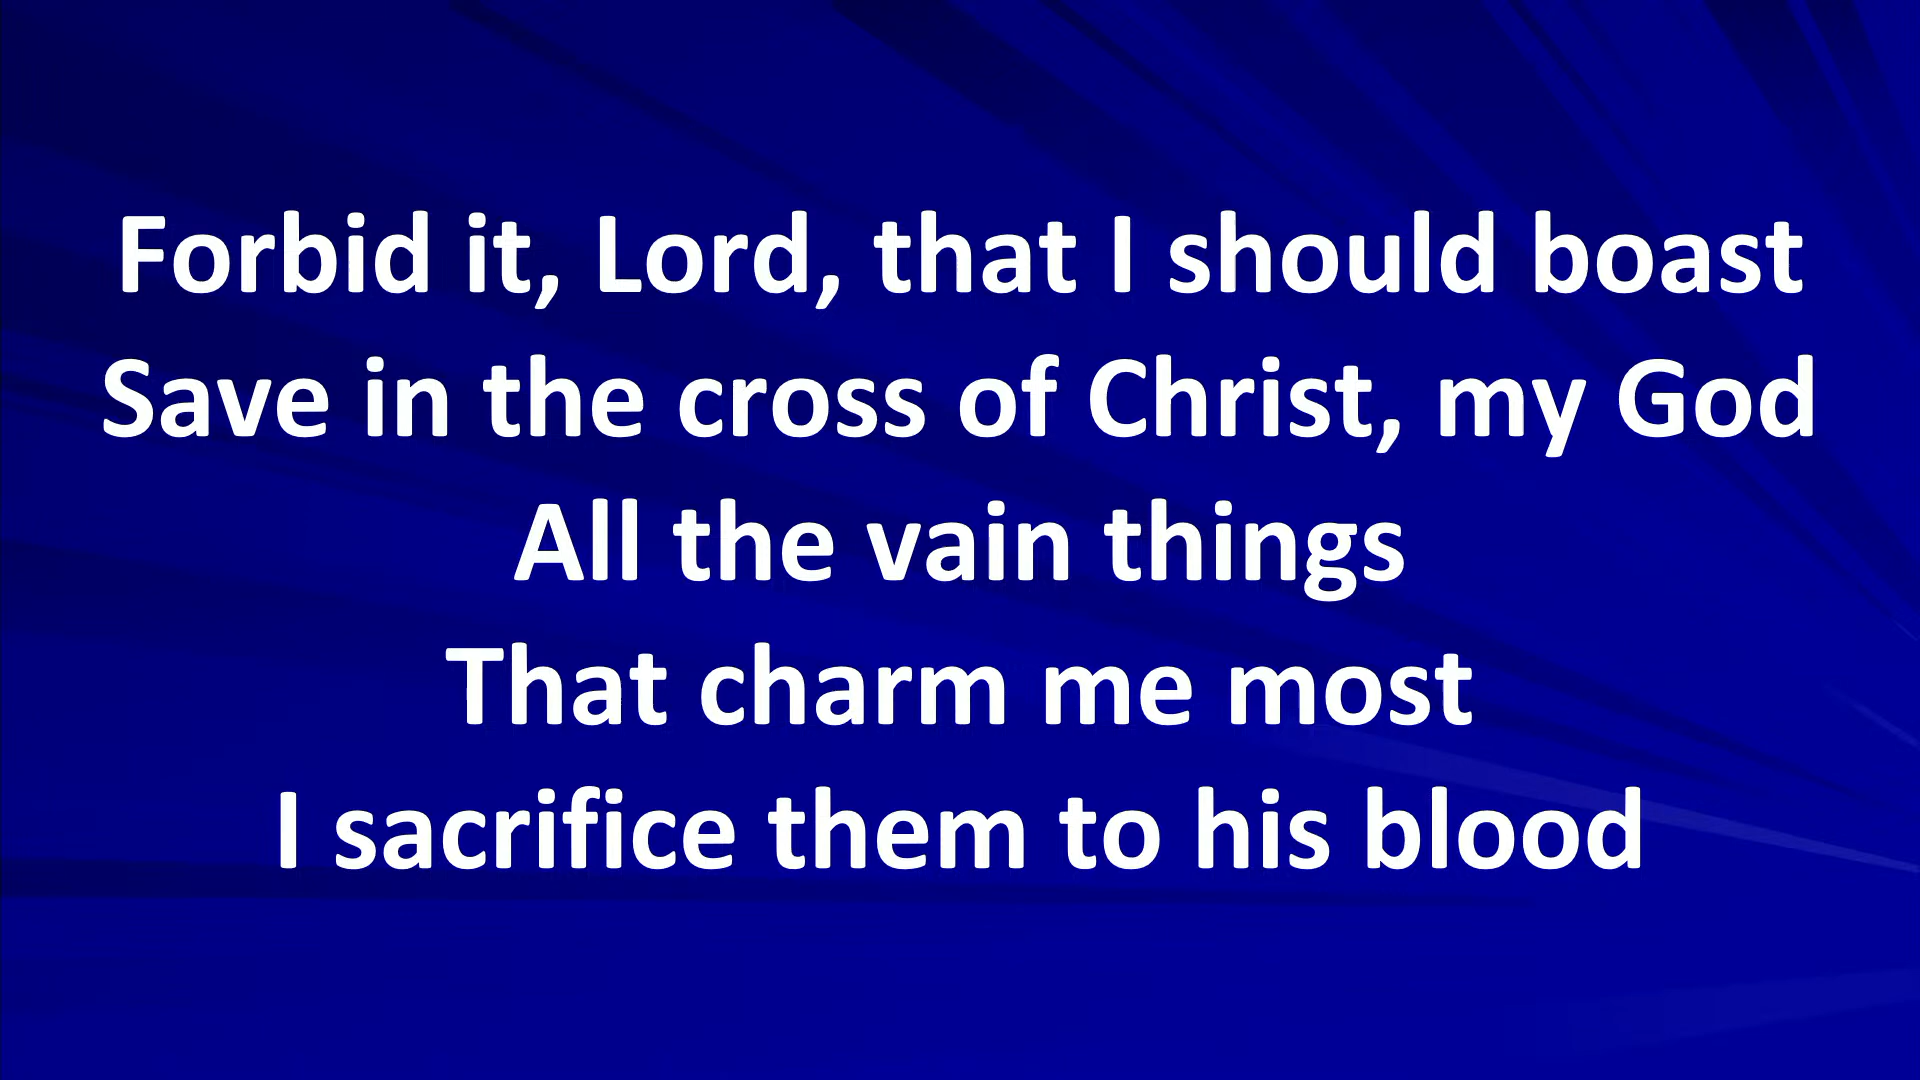 Forbid it, Lord, that I should boast
Save in the cross of Christ, my God
All the vain things
That charm me most
I sacrifice them to his blood